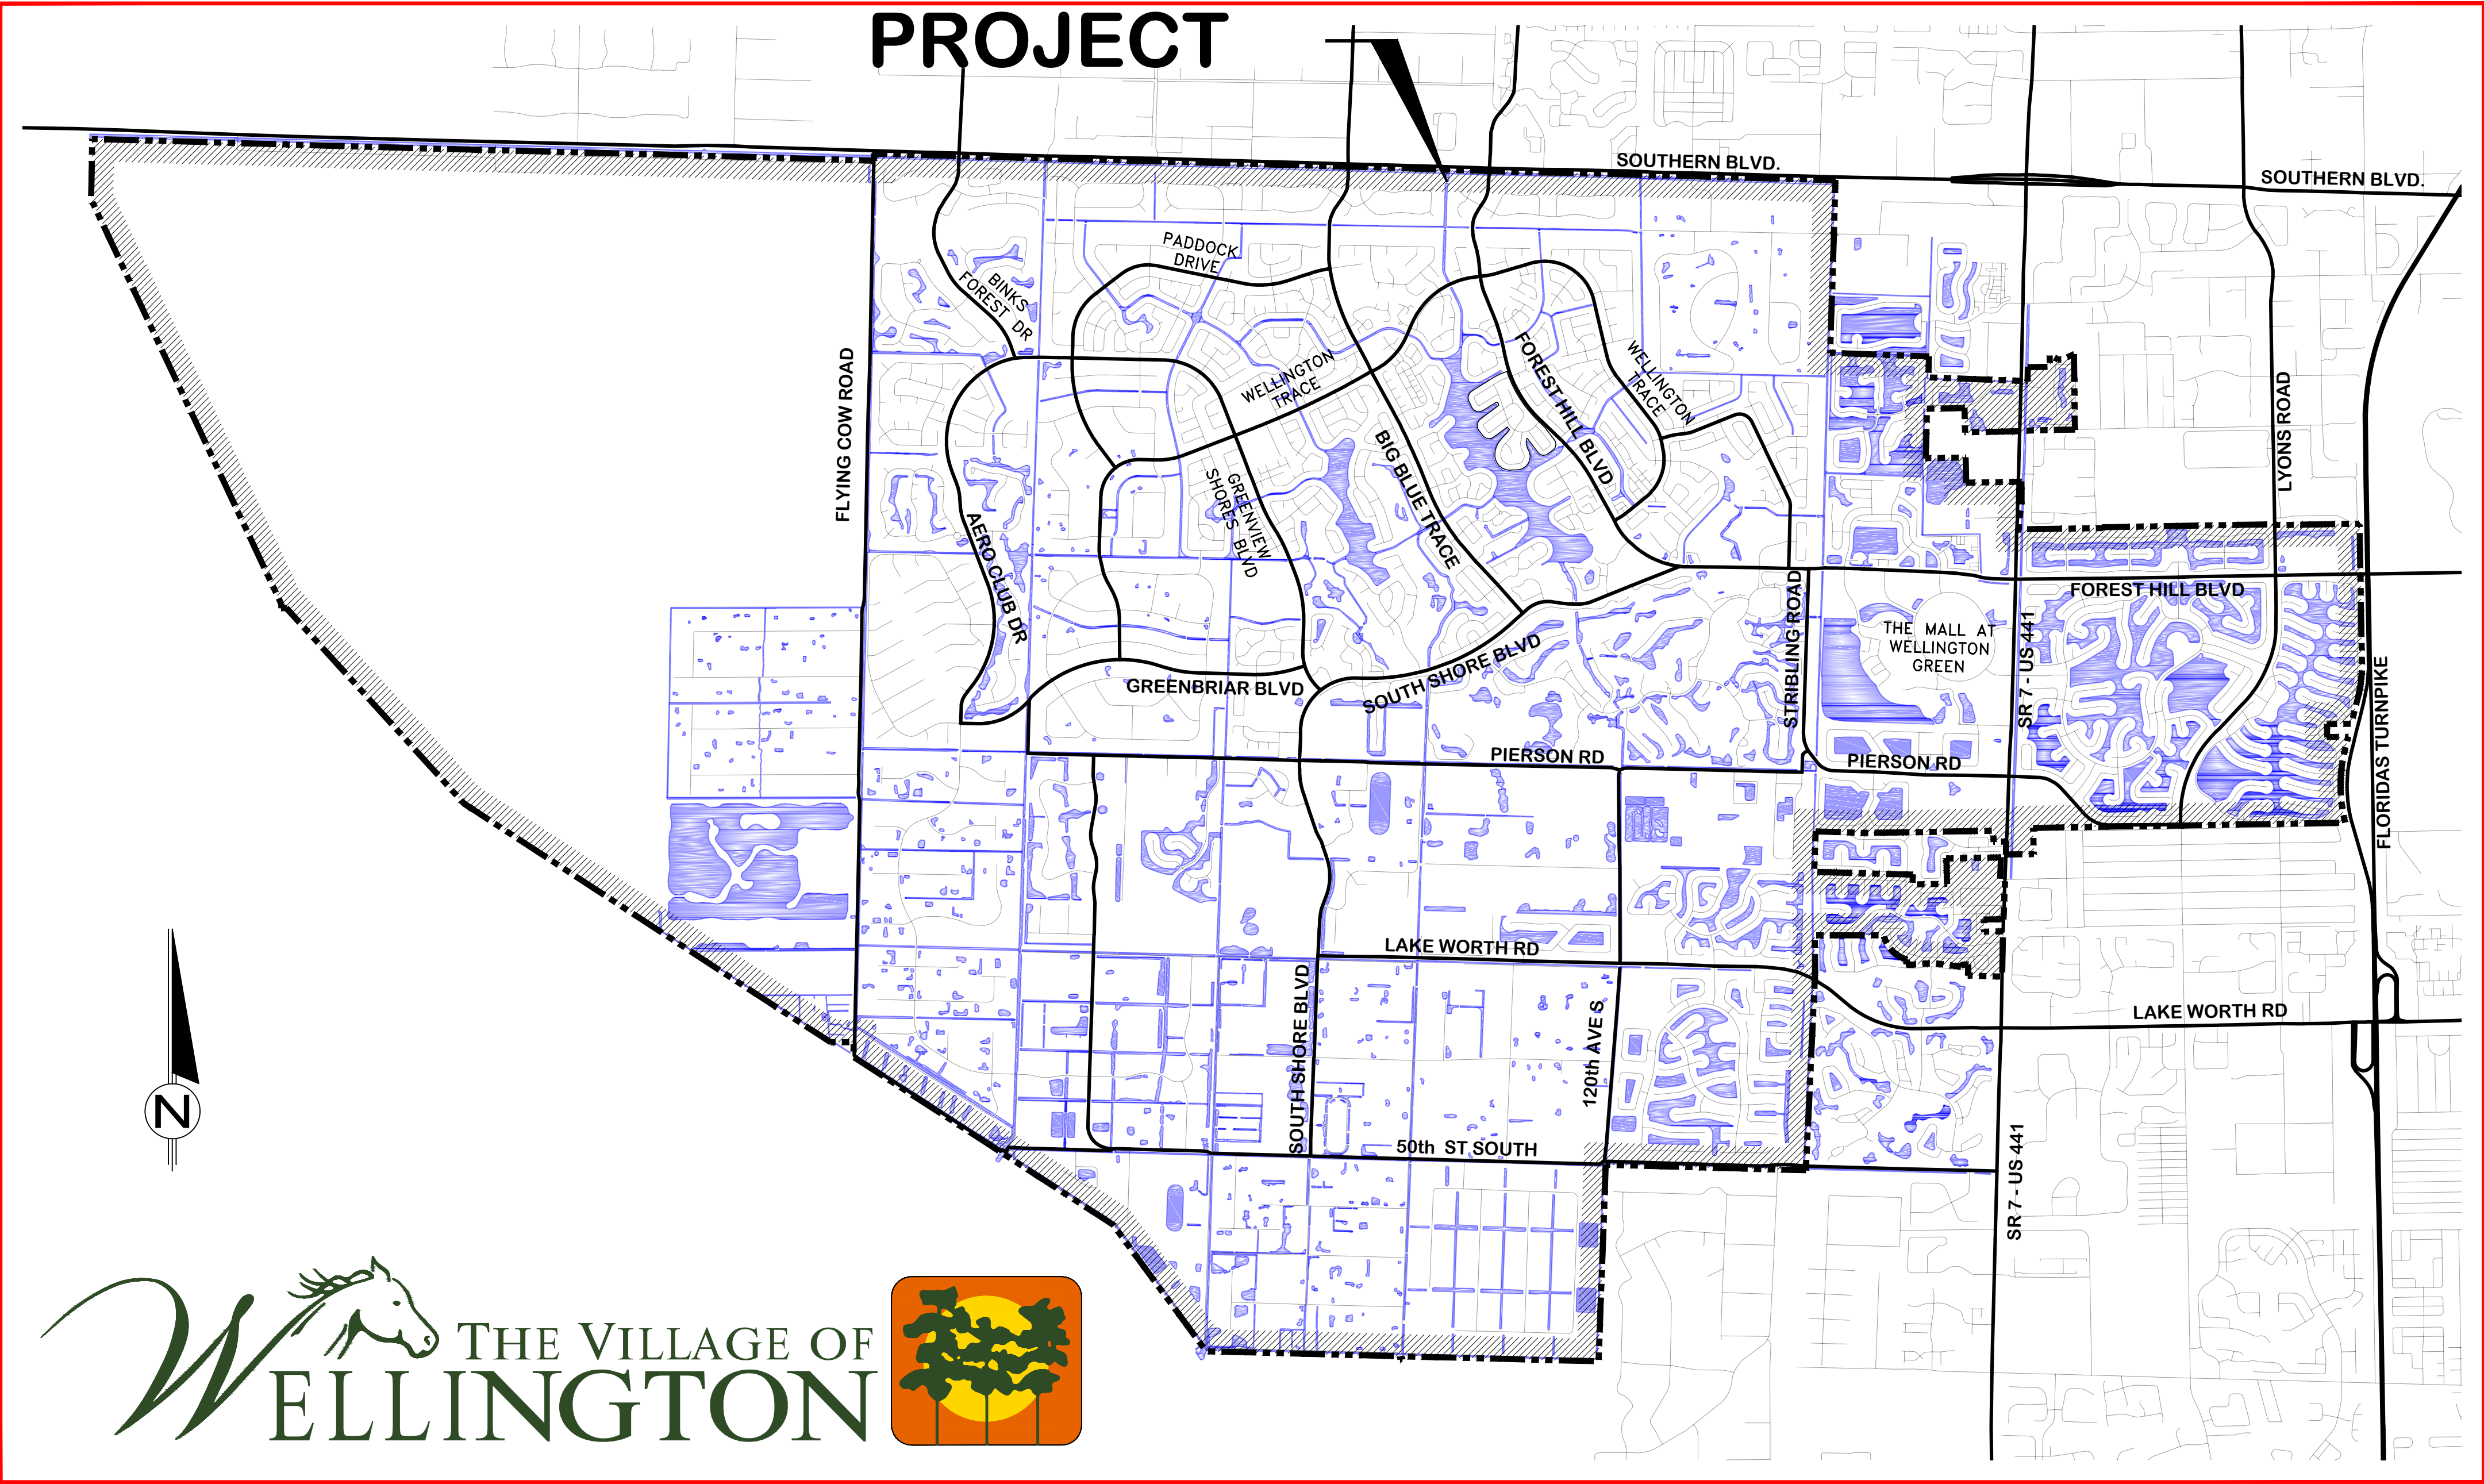 PROJECT
SOUTHERN BLVD.
SOUTHERN BLVD.
PADDOCK
DRIVE
BINKS
FOREST DR
FLYING COW ROAD
WELLINGTON
TRACE
FOREST HILL BLVD
WELLINGTON
TRACE
BIG BLUE TRACE
GREENVIEW
SHORES BLVD
AERO CLUB DR
LYONS ROAD
FOREST HILL BLVD
THE MALL AT
WELLINGTON
GREEN
STRIBLING ROAD
SR 7 - US 441
GREENBRIAR BLVD
SOUTH SHORE BLVD
FLORIDAS TURNPIKE
PIERSON RD
PIERSON RD
LAKE WORTH RD
LAKE WORTH RD
SOUTH SHORE BLVD
120th AVE S
50th ST SOUTH
SR 7 - US 441
N
THE VILLAGE OF
WELLINGTON